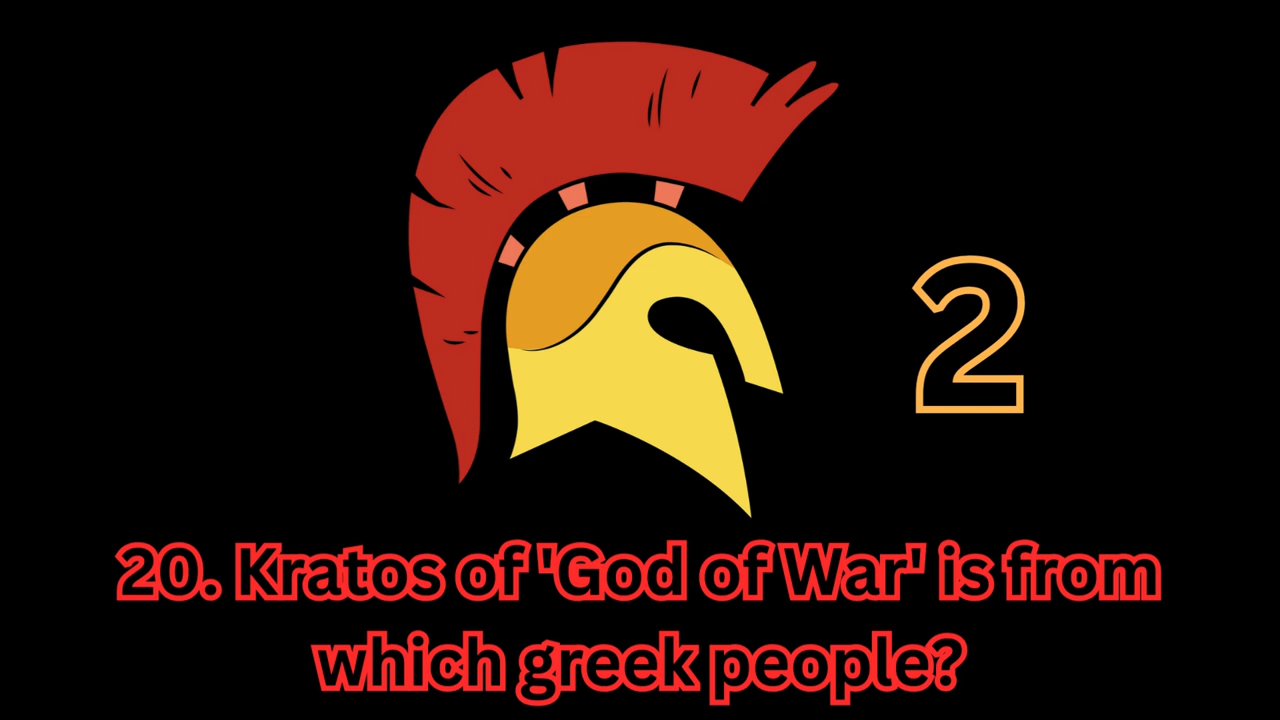 2
20. Kratos of 'God of War' is from
which greek people?